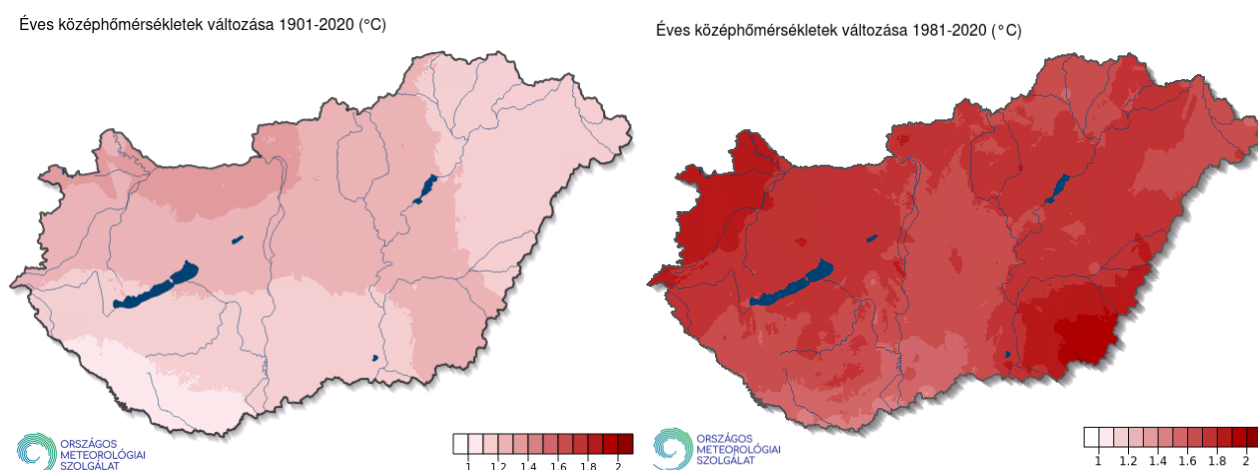 Éves középhőmérsékletek változása 1901-2020 (°C)
Éves középhőmérsékletek változása 1981-2020 (°C)
ORSZÁGOS
METEOROLÓGIAI
SZOLGÁLAT
1 1.2 1.4 1.6 1.8 2
ORSZÁGOS
METEOROLÓGIAI
SZOLGÁLAT
1 1.2 1.4 1.6 1.8 2